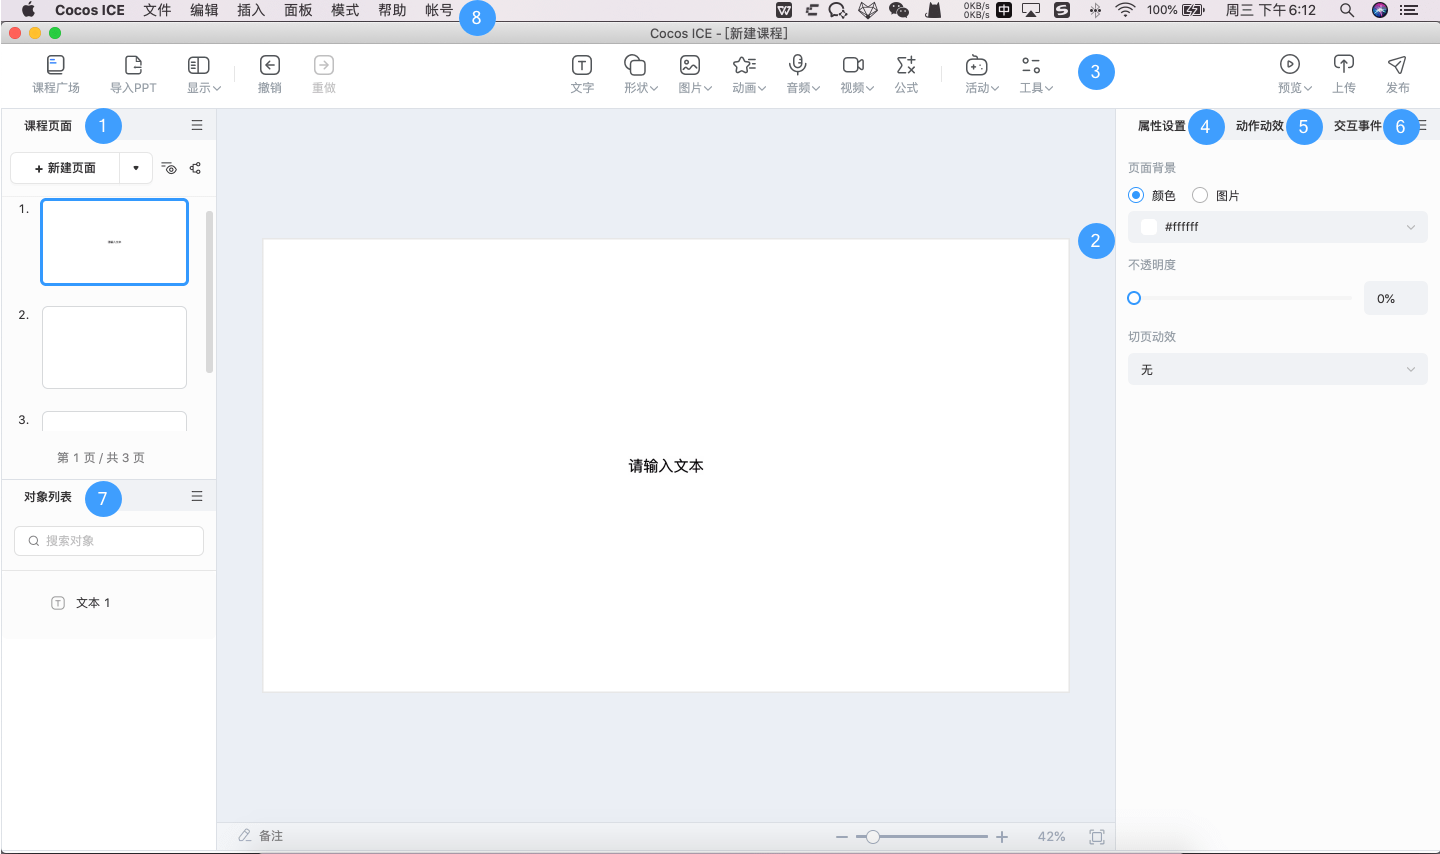 Cocos ICE 文件 编辑 插入 面板 模式 帮助 帐号 8 0KB/s 0KB/s 中 100% 周三 下午6:12
Cocos ICE - [新建课程]
课程广场 导入PPT 显示 撤销 重做 文字 形状 图片 动画 音频 视频 公式 活动 工具 3 预览 上传 发布
课程页面 1
+ 新建页面
1.
请输入文本
2.
3.
第 1 页 / 共 3 页
对象列表 7
搜索对象
文本 1
2
请输入文本
备注 42%
属性设置 4 动作动效 5 交互事件 6
页面背景
颜色 图片
#ffffff
不透明度
0%
切页动效
无